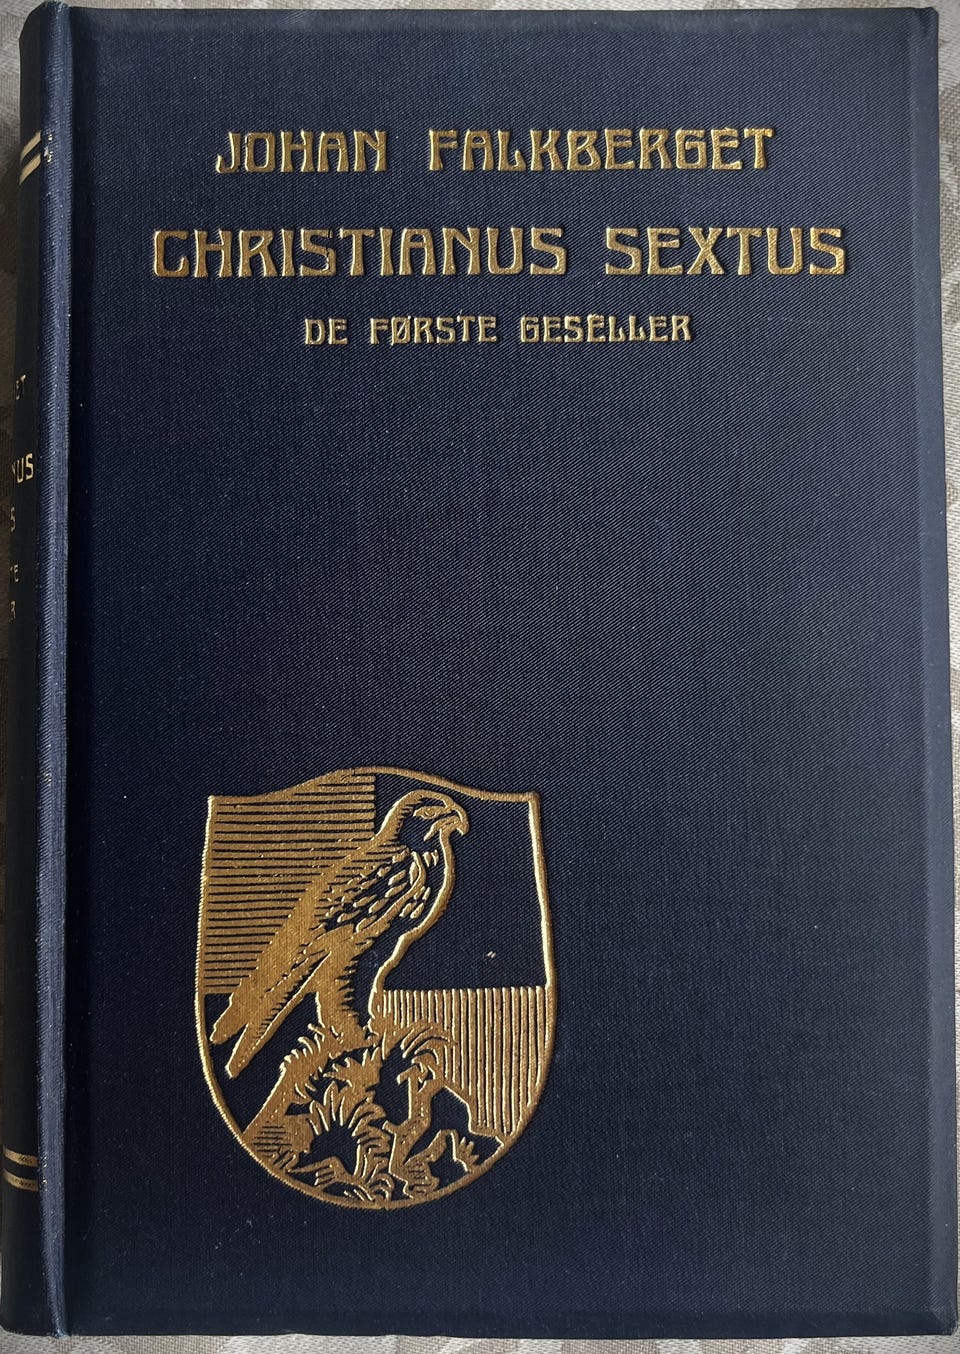 JOHAN FALKBERGET
CHRISTIANUS SEXTUS
DE FØRSTE GESELLER